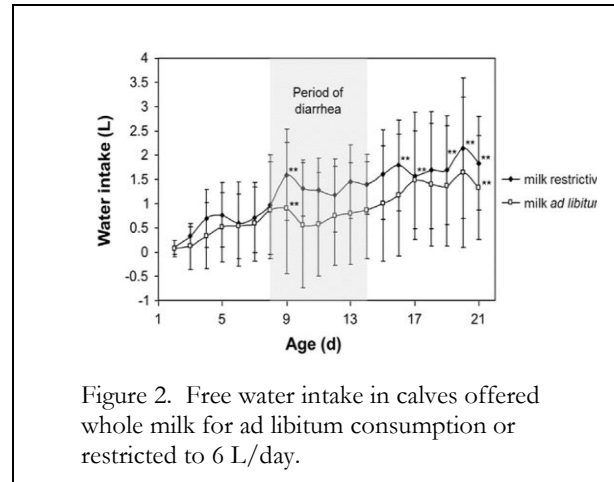 4
3.5
3
2.5
2
1.5
1
0.5
0
-0.5
-1
Water intake (L)
Period of
diarrhea
**
**
**
**
**
**
**
**
milk restrictiv
milk ad libitur
1
5
9
13
17
21
Age (d)
Figure 2. Free water intake in calves offered
whole milk for ad libitum consumption or
restricted to 6 L/day.